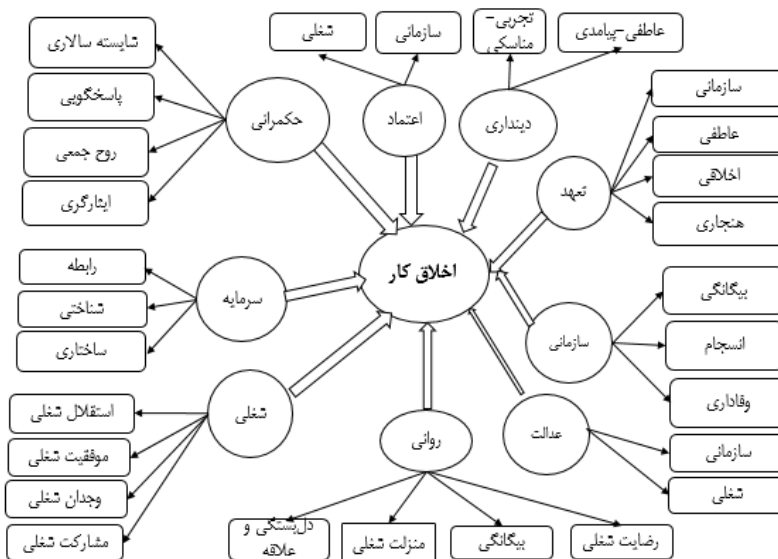 عاطفی-پیامدی
تجربی-
مناسکی
سازمانی
شغلی
شایسته سالاری
پاسخگویی
روح جمعی
ایثارگری
حکمرانی
اعتماد
دینداری
سازمانی
عاطفی
اخلاقی
هنجاری
تعهد
اخلاق کار
رابطه
شناختی
ساختاری
سرمایه
بیگانگی
انسجام
وفاداری
سازمانی
سازمانی
شغلی
عدالت
روانی
شغلی
استقلال شغلی
موفقیت شغلی
وجدان شغلی
مشارکت شغلی
رضایت شغلی
بیگانگی
منزلت شغلی
دل‌بستگی و
علاقه